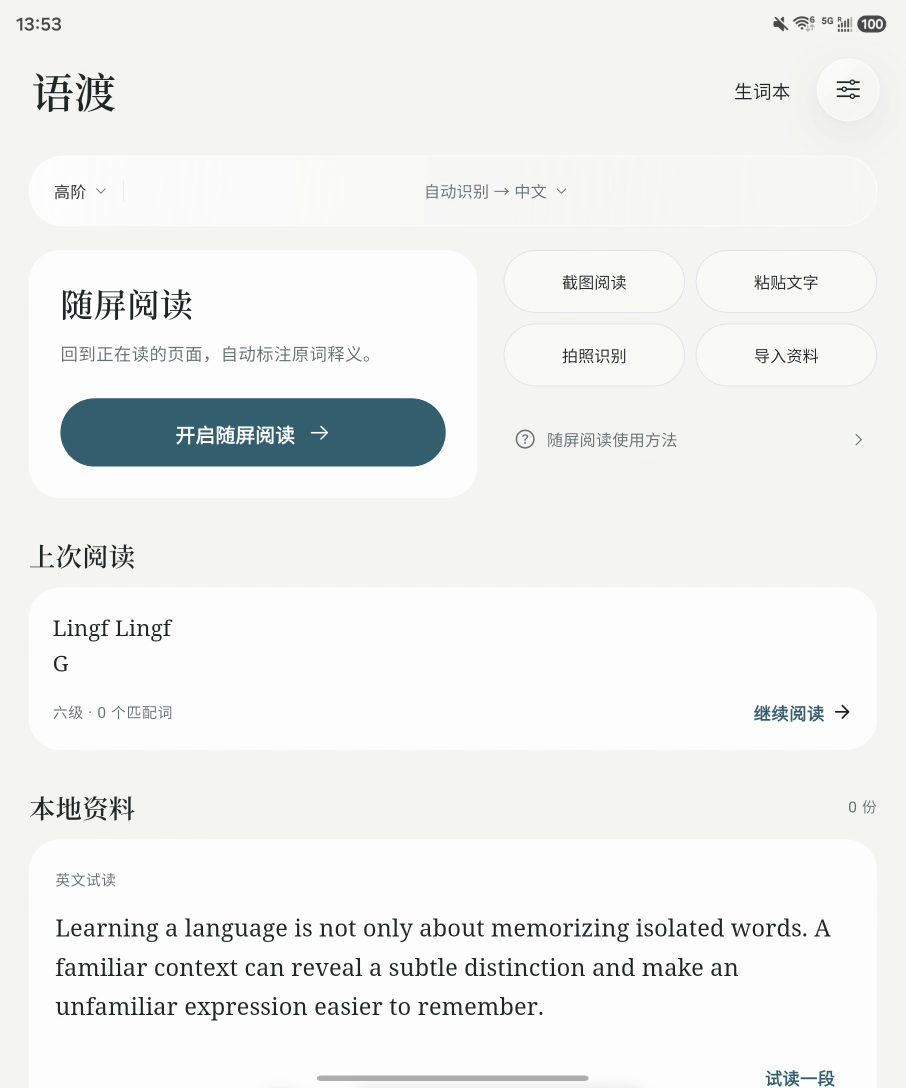 13:53
6 5G R 100
语渡
生词本
高阶
自动识别 → 中文
随屏阅读
回到正在读的页面，自动标注原词释义。
开启随屏阅读 →
截图阅读
粘贴文字
拍照识别
导入资料
? 随屏阅读使用方法
上次阅读
Lingf Lingf
G
六级 · 0 个匹配词
继续阅读 →
本地资料
0 份
英文试读
Learning a language is not only about memorizing isolated words. A
familiar context can reveal a subtle distinction and make an
unfamiliar expression easier to remember.
试读一段